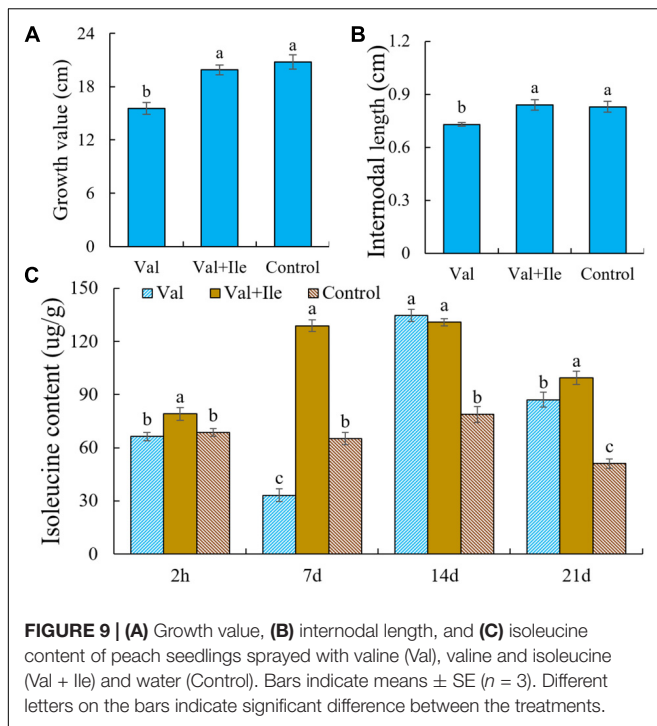 A
Growth value (cm)
24
18
12
6
0
b
a
a
Val
Val+Ile
Control
B
Internodal length (cm)
1.2
0.9
0.6
0.3
0
b
a
a
Val
Val+Ile
Control
C
Isoleucine content (ug/g)
150
120
90
60
30
0
Val Val+Ile Control
b a b
c a b
a a b
b a c
2h 7d 14d 21d
FIGURE 9 | (A) Growth value, (B) internodal length, and (C) isoleucine
content of peach seedlings sprayed with valine (Val), valine and isoleucine
(Val + Ile) and water (Control). Bars indicate means ± SE (n = 3). Different
letters on the bars indicate significant difference between the treatments.